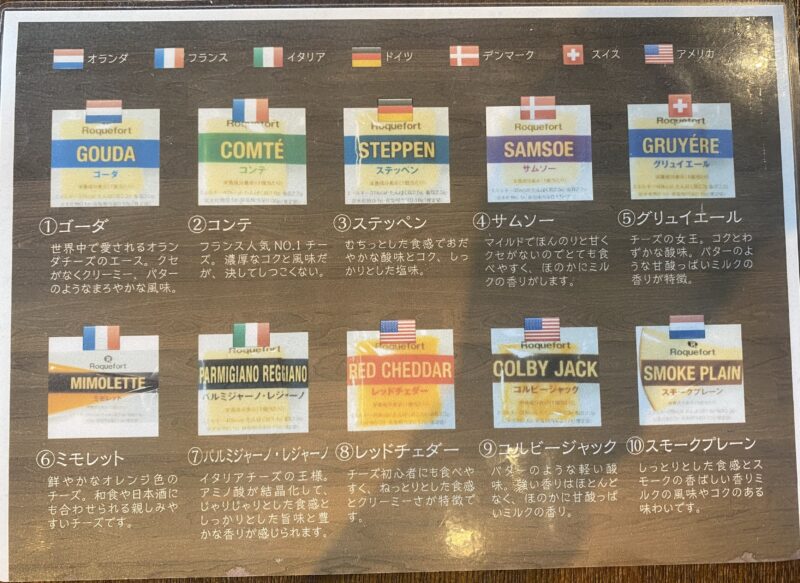 オランダ フランス イタリア ドイツ デンマーク スイス アメリカ
Roquefort Roquefort Roquefort Roquefort Roquefort
GOUDA COMTÉ STEPPEN SAMSOE GRUYÉRE
ゴーダ コンテ ステッペン サムソー グリュイエール
①ゴーダ
世界中で愛されるオラン
ダチーズのエース。クセ
がなくクリーミー、バター
のようなまろやかな風味。
②コンテ
フランス人気NO.1チー
ズ。濃厚なコクと風味だ
が、決してしつこくない。
③ステッペン
むちっとした食感であだ
やかな酸味とコク、しっ
かりとした塩味。
④サムソー
マイルドでほんのりと甘く
クセがないのでとても食
べやすく、ほのかにミル
クの香りがします。
⑤グリュイエール
チーズの女王。コクとわ
ずかな酸味。バターのよ
うな甘酸っぱいミルクの
香りが特徴。
Roquefort Roquefort Roquefort Roquefort Roquefort
MIMOLETTE PARMIGIANO REGGIANO RED CHEDDAR COLBY JACK SMOKE PLAIN
ミモレット パルミジャーノ・レジャーノ レッドチェダー コルビージャック スモークプレーン
⑥ミモレット
鮮やかなオレンジ色の
チーズ。和食や日本酒に
も合わせられる親しみや
すいチーズです。
⑦パルミジャーノ・レジャーノ
イタリアチーズの王様。
アミノ酸が結晶化して、
じゃりじゃりとした食感と
しっかりとした旨味と豊
かな香りが感じられます。
⑧レッドチェダー
チーズ初心者にも食べや
すく、ねっとりとした食感
とクリーミーさが特徴で
す。
⑨コルビージャック
バターのような軽い酸
味。強い香りはほとんど
なく、ほのかに甘酸っぱ
いミルクの香り。
⑩スモークプレーン
しっとりとした食感とス
モークの香ばしい香りミ
ルクの風味やコクのある
味わいです。